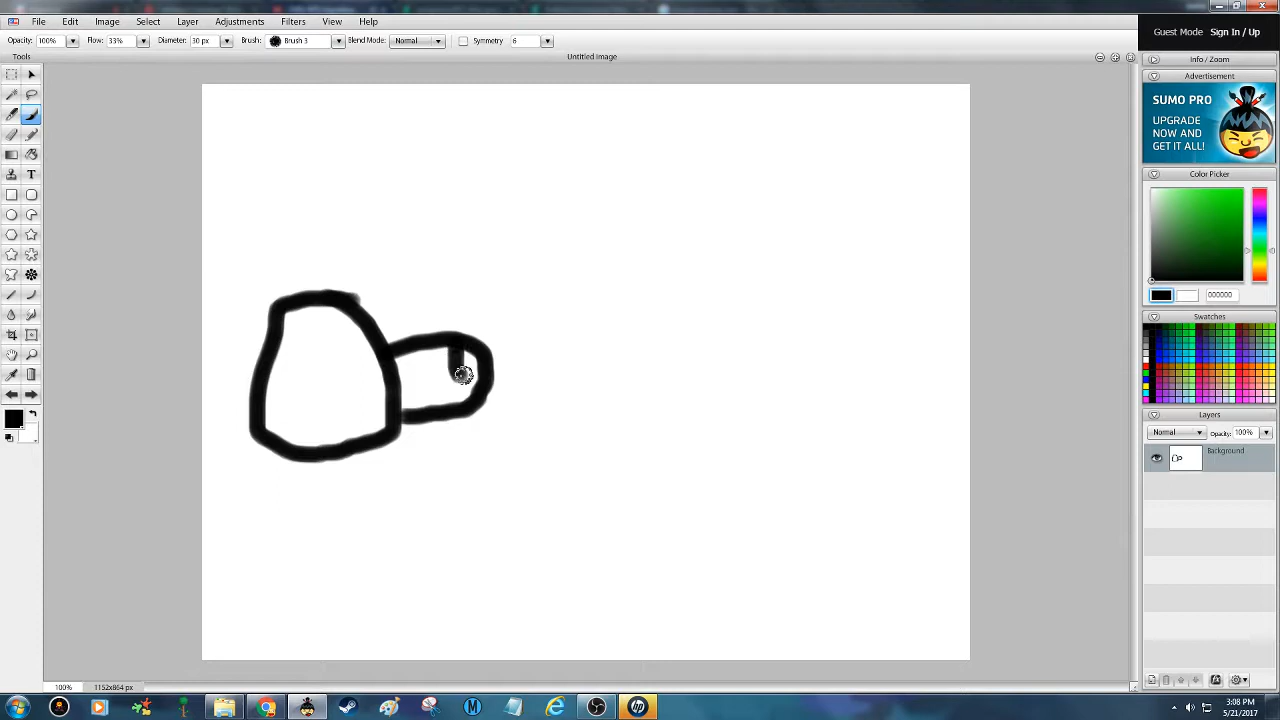 File Edit Image Select Layer Adjustments Filters View Help
Guest Mode Sign In / Up
Opacity: 100% Flow: 33% Diameter: 30 px Brush: Brush 3 Blend Mode: Normal Symmetry 6
Tools
Untitled Image
Info / Zoom
Advertisement
SUMO PRO
UPGRADE
NOW AND
GET IT ALL!
Color Picker
000000
Swatches
Layers
Normal Opacity: 100%
Background
100% 1152x864 px
3:08 PM
5/21/2017